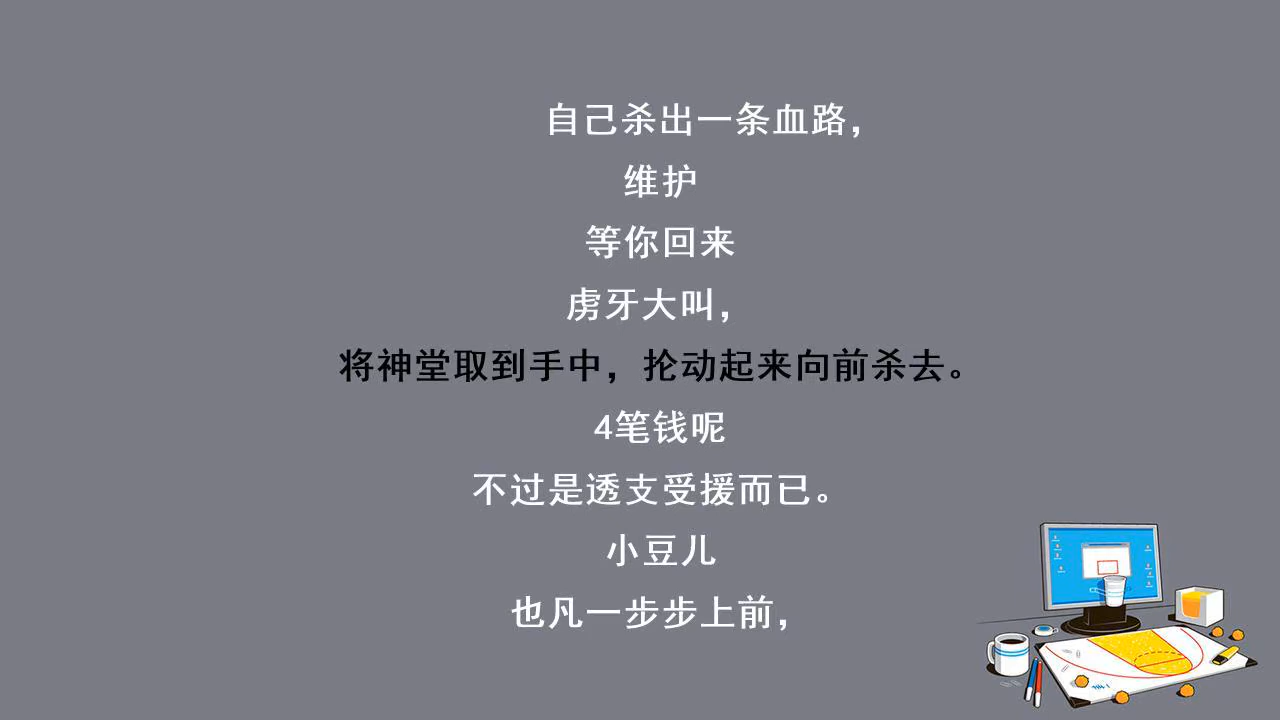 自己杀出一条血路，
维护
等你回来
虏牙大叫，
将神堂取到手中，抡动起来向前杀去。
4笔钱呢
不过是透支受援而已。
小豆儿
也凡一步步上前，